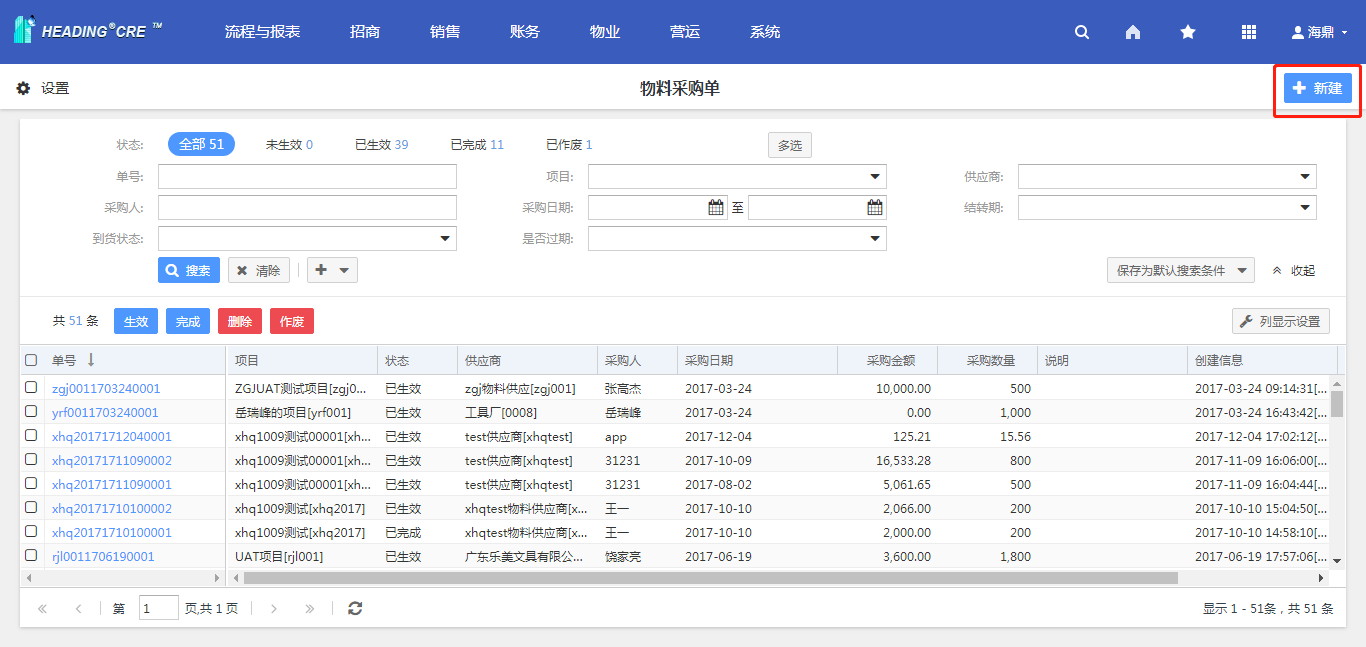 HEADING®CRE ™ 流程与报表 招商 销售 账务 物业 营运 系统 海鼎
设置 物料采购单 新建
状态: 全部 51 未生效 0 已生效 39 已完成 11 已作废 1 多选
单号: 项目: 供应商:
采购人: 采购日期: 至 结转期:
到货状态: 是否过期:
搜索 清除 保存为默认搜索条件 收起
共 51 条 生效 完成 删除 作废 列显示设置
单号 项目 状态 供应商 采购人 采购日期 采购金额 采购数量 说明 创建信息
zgj0011703240001 ZGJUAT测试项目[zgj0... 已生效 zgj物料供应[zgj001] 张高杰 2017-03-24 10,000.00 500 2017-03-24 09:14:31[...
yrf0011703240001 岳瑞峰的项目[yrf001] 已生效 工具厂[0008] 岳瑞峰 2017-03-24 0.00 1,000 2017-03-24 16:43:42[...
xhq20171712040001 xhq1009测试00001[xh... 已生效 test供应商[xhqtest] app 2017-12-04 125.21 15.56 2017-12-04 17:02:12[...
xhq20171711090002 xhq1009测试00001[xh... 已生效 test供应商[xhqtest] 31231 2017-10-09 16,533.28 800 2017-11-09 16:06:00[...
xhq20171711090001 xhq1009测试00001[xh... 已生效 test供应商[xhqtest] 31231 2017-08-02 5,061.65 500 2017-11-09 16:04:44[...
xhq20171710100002 xhq1009测试[xhq2017] 已生效 xhqtest物料供应商[x... 王一 2017-10-10 2,066.00 200 2017-10-10 15:04:50[...
xhq20171710100001 xhq1009测试[xhq2017] 已完成 xhqtest物料供应商[x... 王一 2017-10-10 2,000.00 200 2017-10-10 14:58:10[...
rjl0011706190001 UAT项目[rjl001] 已生效 广东乐美文具有限公... 饶家亮 2017-06-19 3,600.00 1,800 2017-06-19 17:57:06[...
第 1 页,共 1 页 显示 1 - 51条，共 51 条